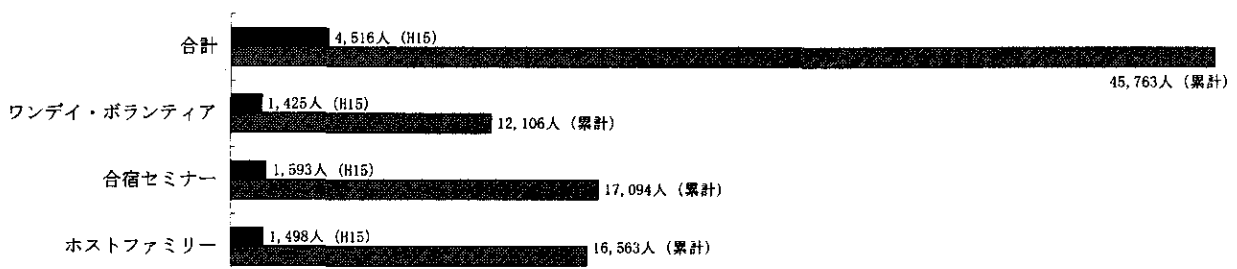 合計
4,516人 (H15)
45,763人 (累計)
ワンデイ・ボランティア
1,425人 (H15)
12,106人 (累計)
合宿セミナー
1,593人 (H15)
17,094人 (累計)
ホストファミリー
1,498人 (H15)
16,563人 (累計)